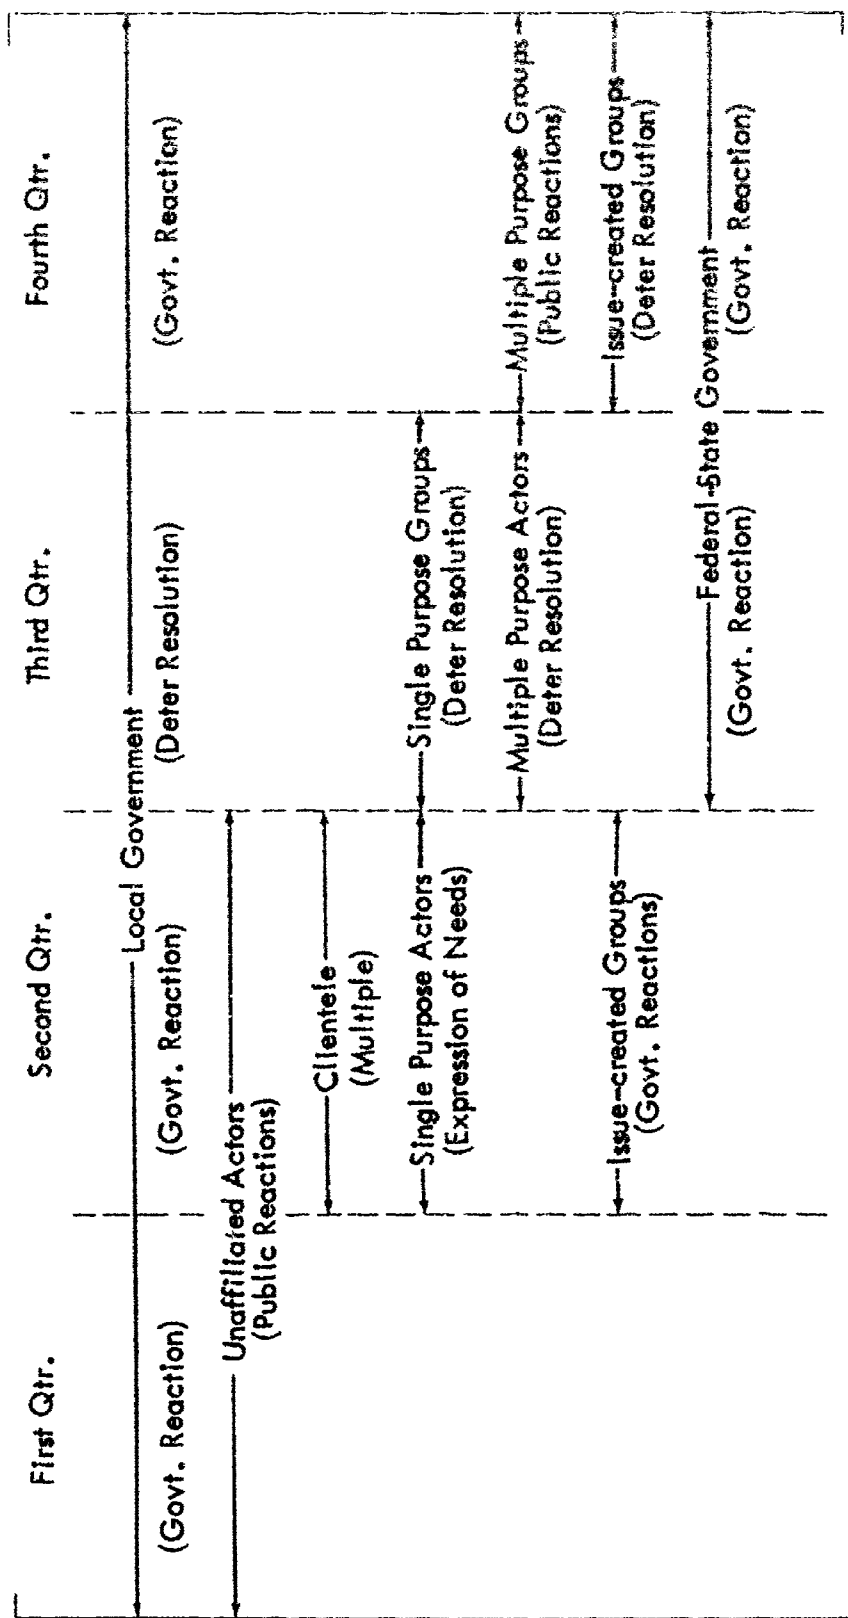 First Qtr.
Second Qtr.
Third Qtr.
Fourth Qtr.
Local Government
(Govt. Reaction)
(Govt. Reaction)
(Deter Resolution)
(Govt. Reaction)
Unaffiliated Actors
(Public Reactions)
Clientele
(Multiple)
Single Purpose Actors
(Expression of Needs)
Single Purpose Groups
(Deter Resolution)
Multiple Purpose Actors
(Deter Resolution)
Multiple Purpose Groups
(Public Reactions)
Issue-created Groups
(Govt. Reactions)
Issue-created Groups
(Deter Resolution)
Federal-State Government
(Govt. Reaction)
(Govt. Reaction)